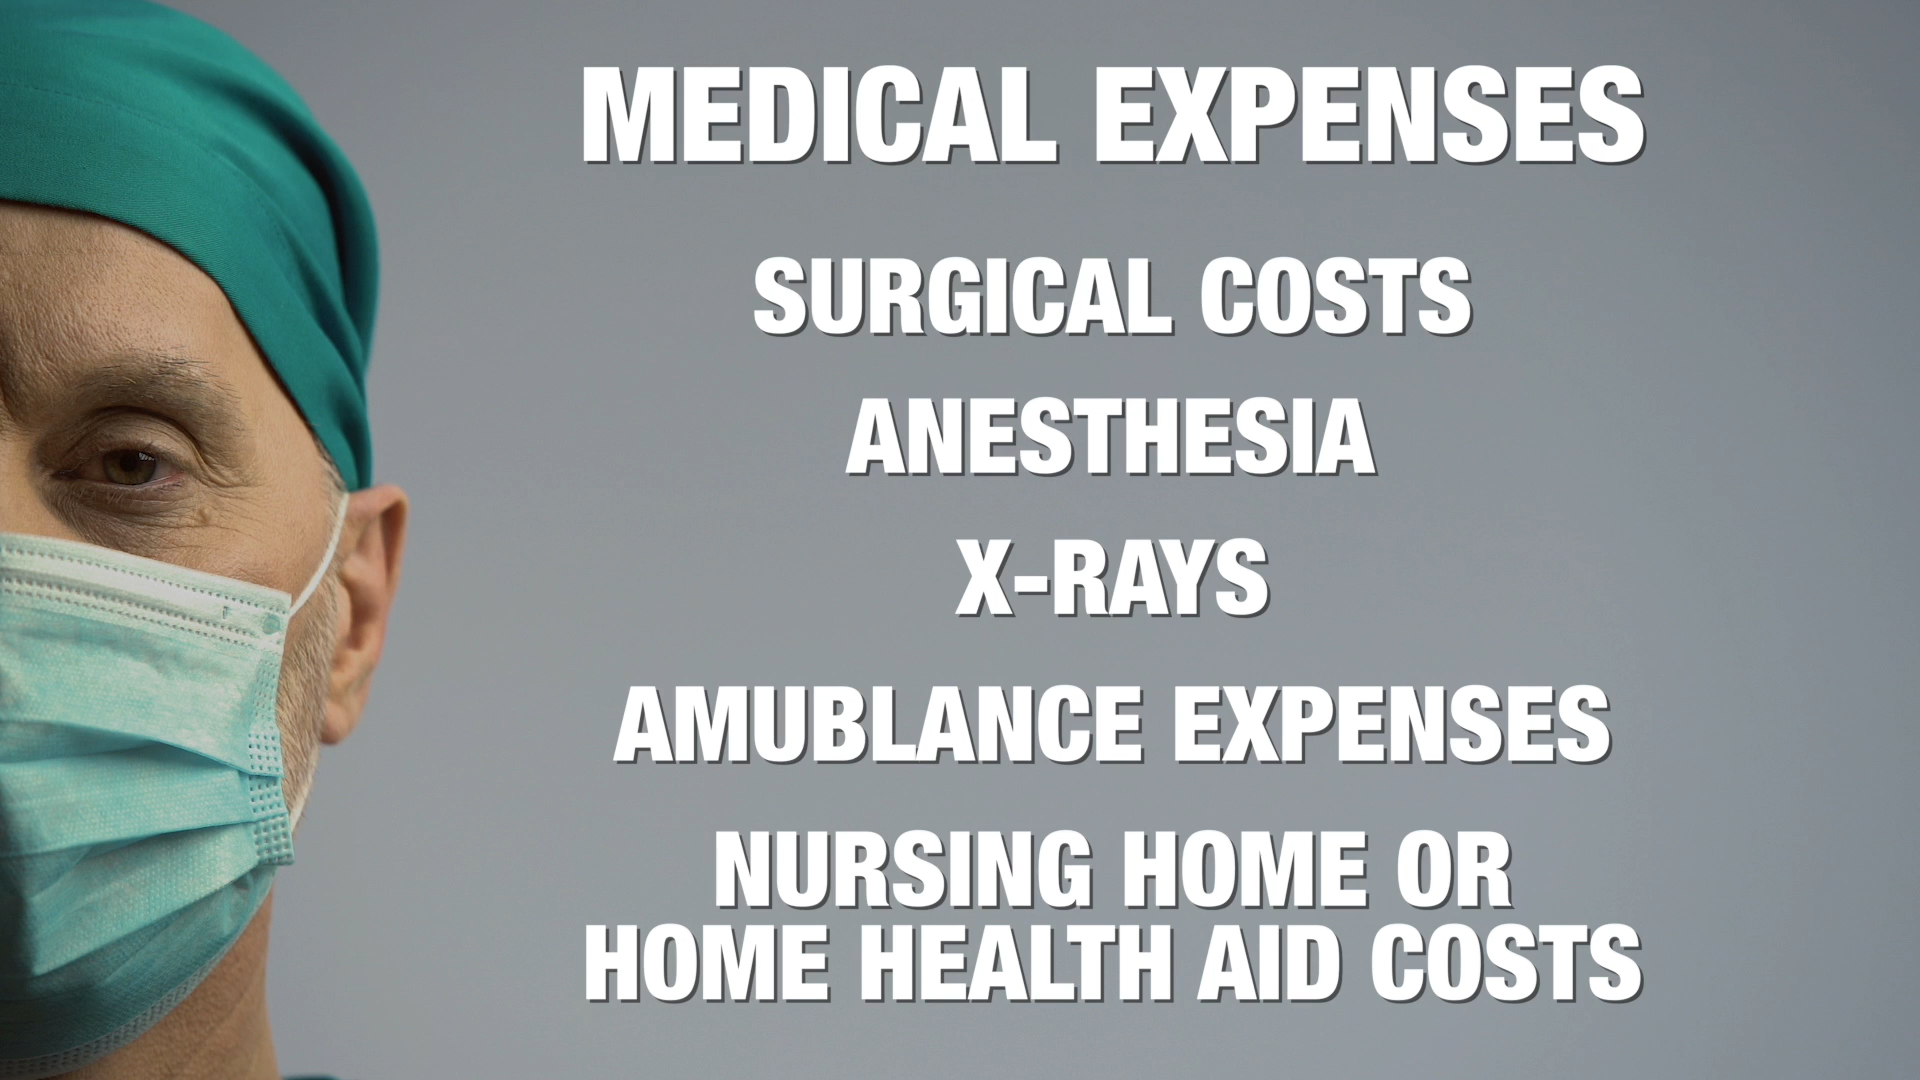 MEDICAL EXPENSES
SURGICAL COSTS
ANESTHESIA
X-RAYS
AMUBLANCE EXPENSES
NURSING HOME OR
HOME HEALTH AID COSTS